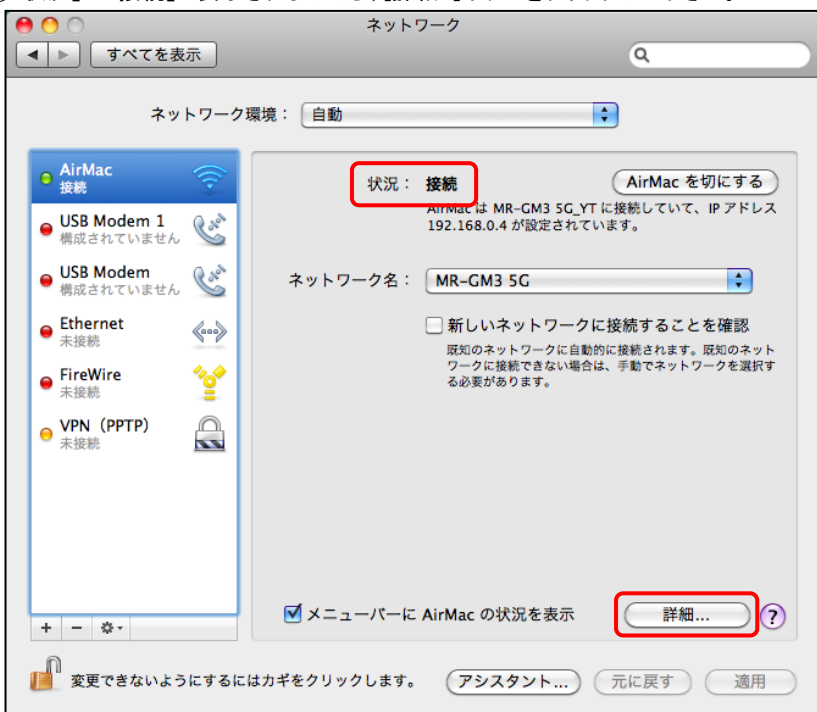 ネットワーク
すべてを表示
ネットワーク環境： 自動
AirMac
接続
USB Modem 1
構成されていません
USB Modem
構成されていません
Ethernet
未接続
FireWire
未接続
VPN（PPTP）
未接続
+ −
状況： 接続
AirMac を切にする
AirMac は MR-GM3 5G_YT に接続していて、IP アドレス
192.168.0.4 が設定されています。
ネットワーク名： MR-GM3 5G
新しいネットワークに接続することを確認
既知のネットワークに自動的に接続されます。既知のネット
ワークに接続できない場合は、手動でネットワークを選択す
る必要があります。
メニューバーに AirMac の状況を表示
詳細...
?
変更できないようにするにはカギをクリックします。
アシスタント...
元に戻す
適用